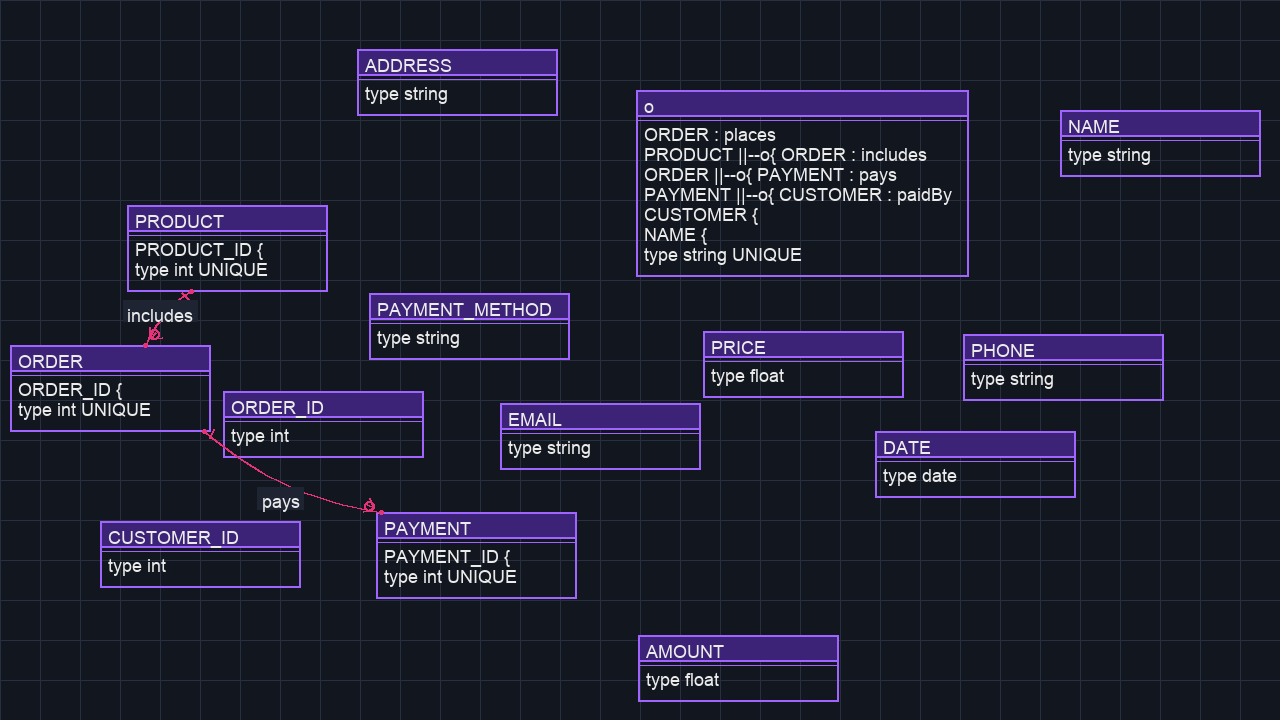 ADDRESS
type string
o
ORDER : places
PRODUCT ||--o{ ORDER : includes
ORDER ||--o{ PAYMENT : pays
PAYMENT ||--o{ CUSTOMER : paidBy
CUSTOMER {
NAME {
type string UNIQUE
NAME
type string
PRODUCT
PRODUCT_ID {
type int UNIQUE
includes
PAYMENT_METHOD
type string
PRICE
type float
PHONE
type string
ORDER
ORDER_ID {
type int UNIQUE
ORDER_ID
type int
EMAIL
type string
DATE
type date
pays
CUSTOMER_ID
type int
PAYMENT
PAYMENT_ID {
type int UNIQUE
AMOUNT
type float